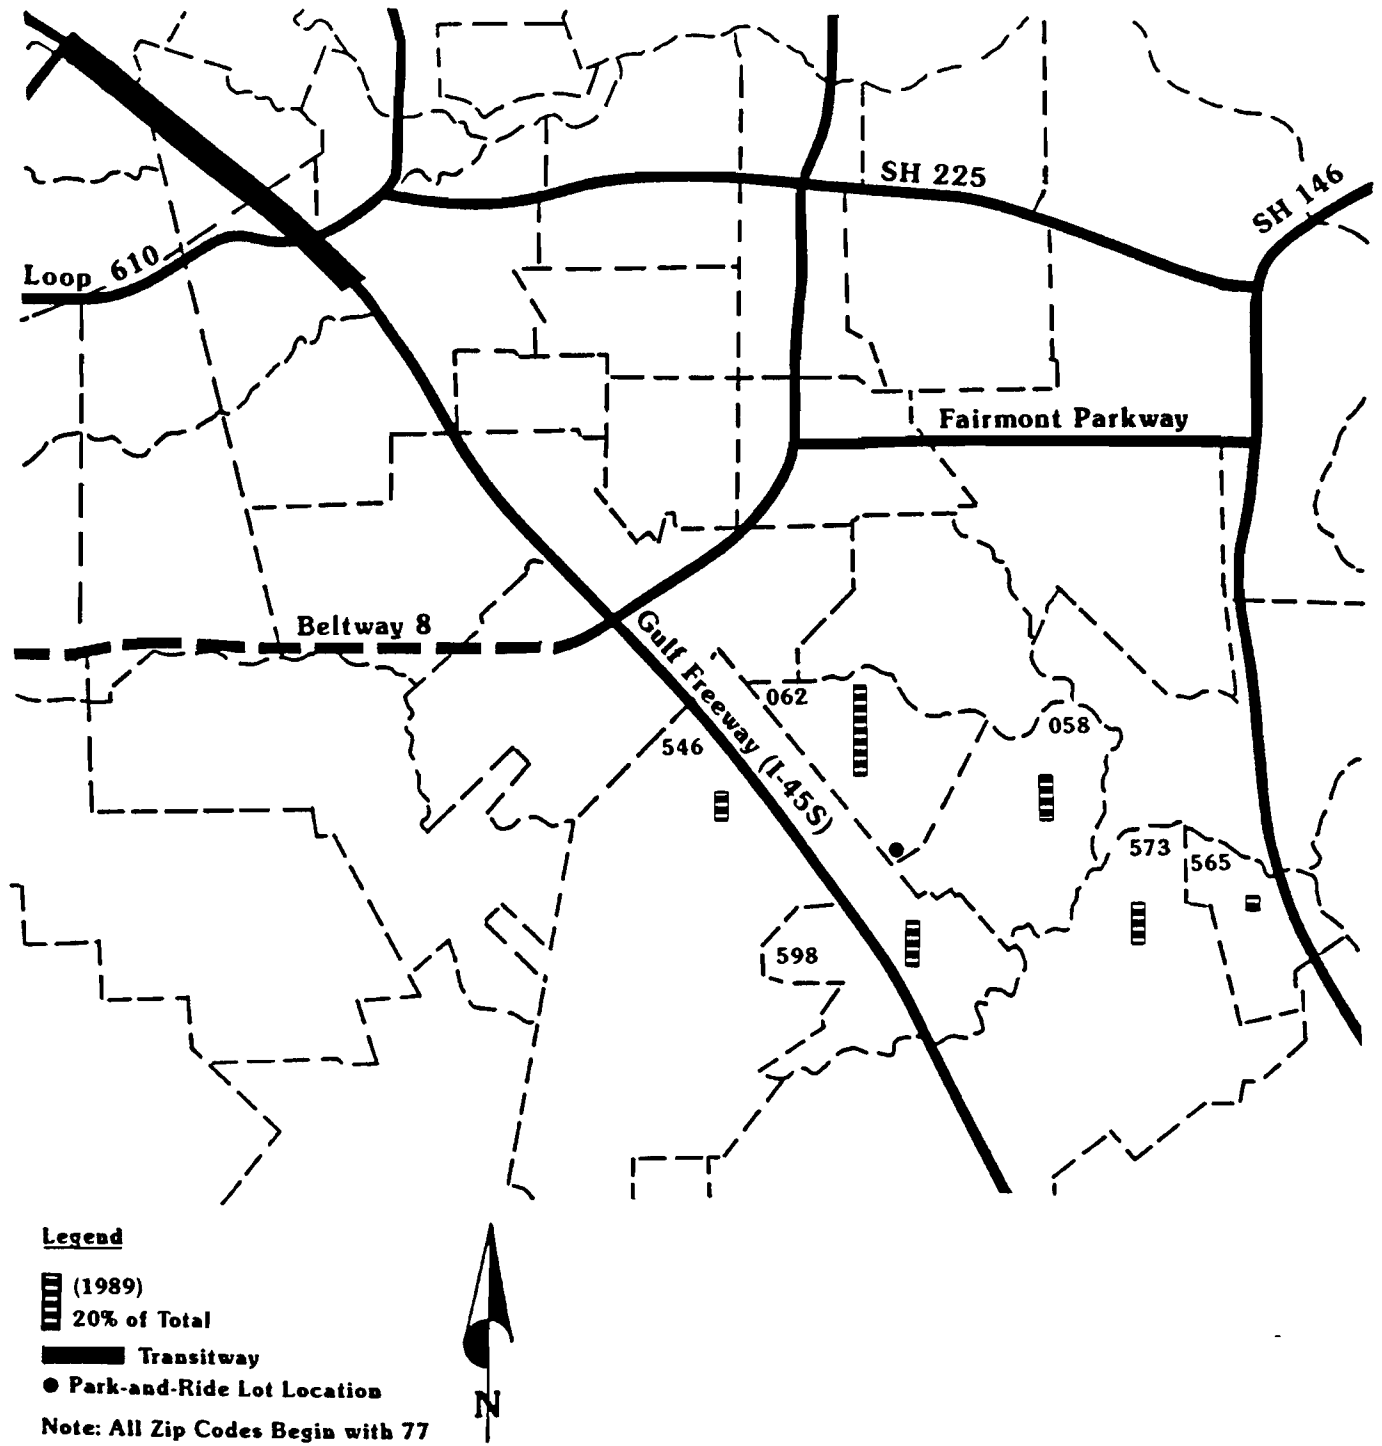 SH 225
SH 146
Loop 610
Fairmont Parkway
Beltway 8
Gulf Freeway (I-45S)
062
058
546
573
565
598
Legend
(1989)
20% of Total
Transitway
Park-and-Ride Lot Location
Note: All Zip Codes Begin with 77
N